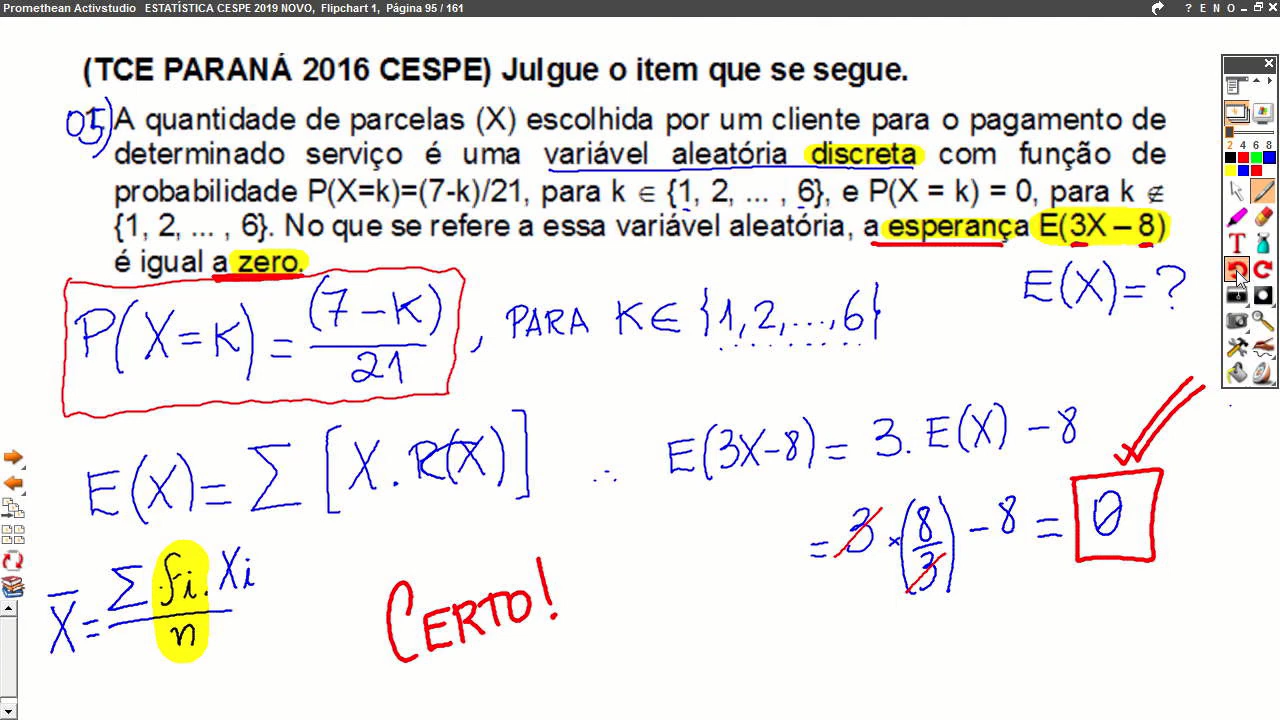 Promethean Activstudio ESTATÍSTICA CESPE 2019 NOVO, Flipchart 1, Página 95 / 161
? E N O
(TCE PARANÁ 2016 CESPE) Julgue o item que se segue.
05) A quantidade de parcelas (X) escolhida por um cliente para o pagamento de
determinado serviço é uma variável aleatória discreta com função de
probabilidade P(X=k)=(7-k)/21, para k ∈ {1, 2, ... , 6}, e P(X = k) = 0, para k ∉
{1, 2, ... , 6}. No que se refere a essa variável aleatória, a esperança E(3X – 8)
é igual a zero.
E(X) = ?
P(X=K) = (7-K)/21 , PARA K ∈ {1, 2, ..., 6}
E(X) = Σ [X . P(X)] ∴ E(3X-8) = 3. E(X) - 8
= 3 × (8/3) - 8 = 0
X̄ = Σ fi . Xi / n
CERTO!
2 4 6 8
T